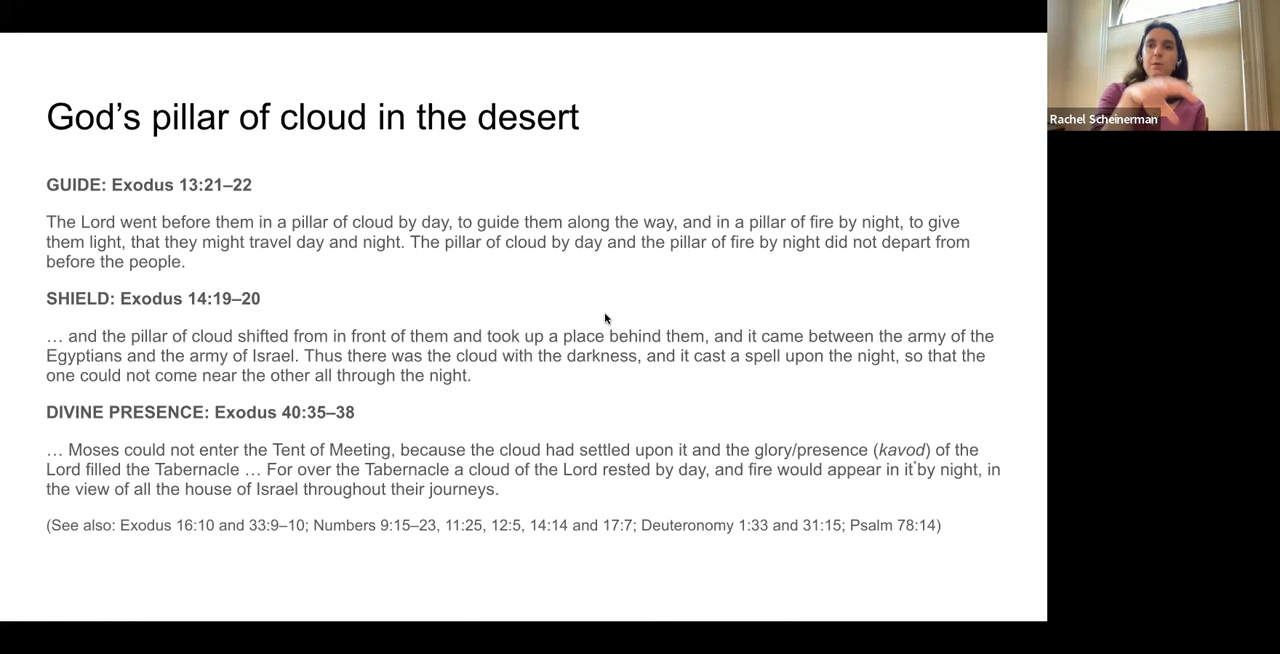 God’s pillar of cloud in the desert
Rachel Scheinerman
GUIDE: Exodus 13:21–22
The Lord went before them in a pillar of cloud by day, to guide them along the way, and in a pillar of fire by night, to give
them light, that they might travel day and night. The pillar of cloud by day and the pillar of fire by night did not depart from
before the people.
SHIELD: Exodus 14:19–20
… and the pillar of cloud shifted from in front of them and took up a place behind them, and it came between the army of the
Egyptians and the army of Israel. Thus there was the cloud with the darkness, and it cast a spell upon the night, so that the
one could not come near the other all through the night.
DIVINE PRESENCE: Exodus 40:35–38
… Moses could not enter the Tent of Meeting, because the cloud had settled upon it and the glory/presence (kavod) of the
Lord filled the Tabernacle … For over the Tabernacle a cloud of the Lord rested by day, and fire would appear in it by night, in
the view of all the house of Israel throughout their journeys.
(See also: Exodus 16:10 and 33:9–10; Numbers 9:15–23, 11:25, 12:5, 14:14 and 17:7; Deuteronomy 1:33 and 31:15; Psalm 78:14)